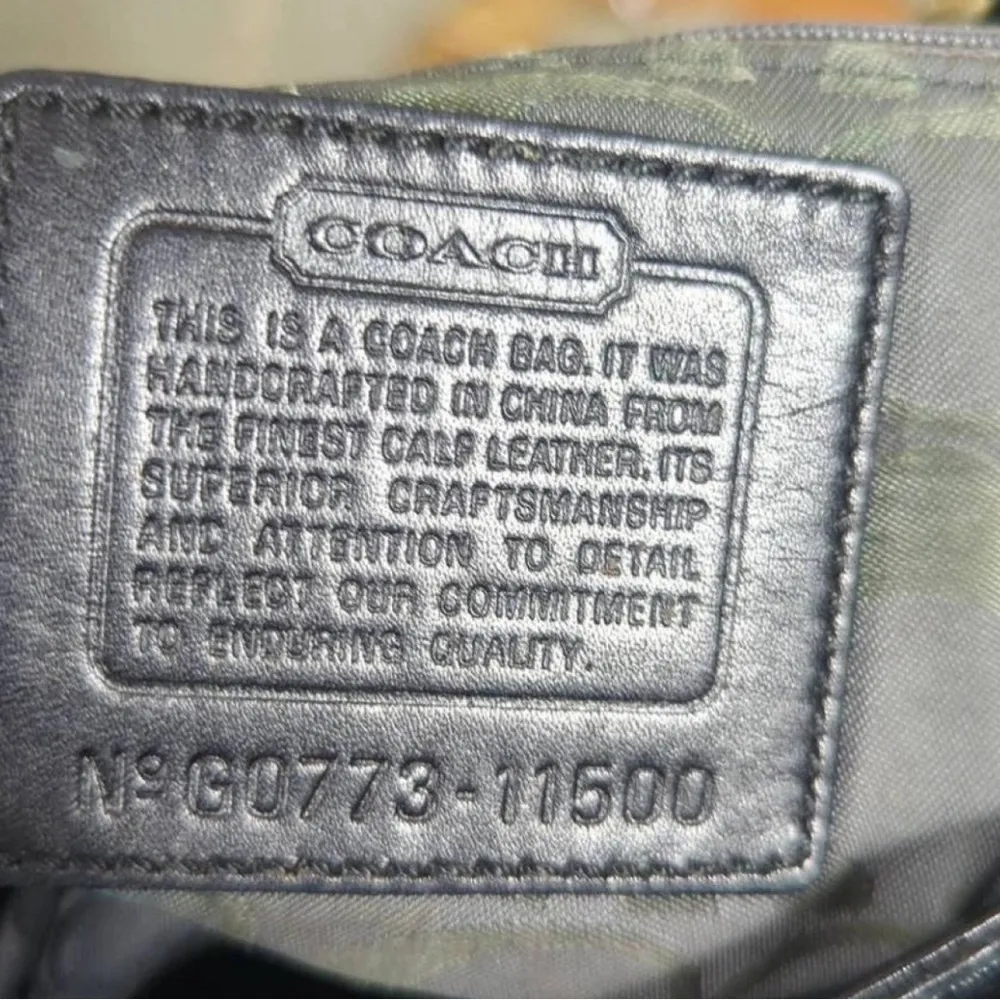 COACH
THIS IS A COACH BAG. IT WAS
HANDCRAFTED IN CHINA FROM
THE FINEST CALF LEATHER. ITS
SUPERIOR CRAFTSMANSHIP
AND ATTENTION TO DETAIL
REFLECT OUR COMMITMENT
TO ENDURING QUALITY.
Nº G0773-11500